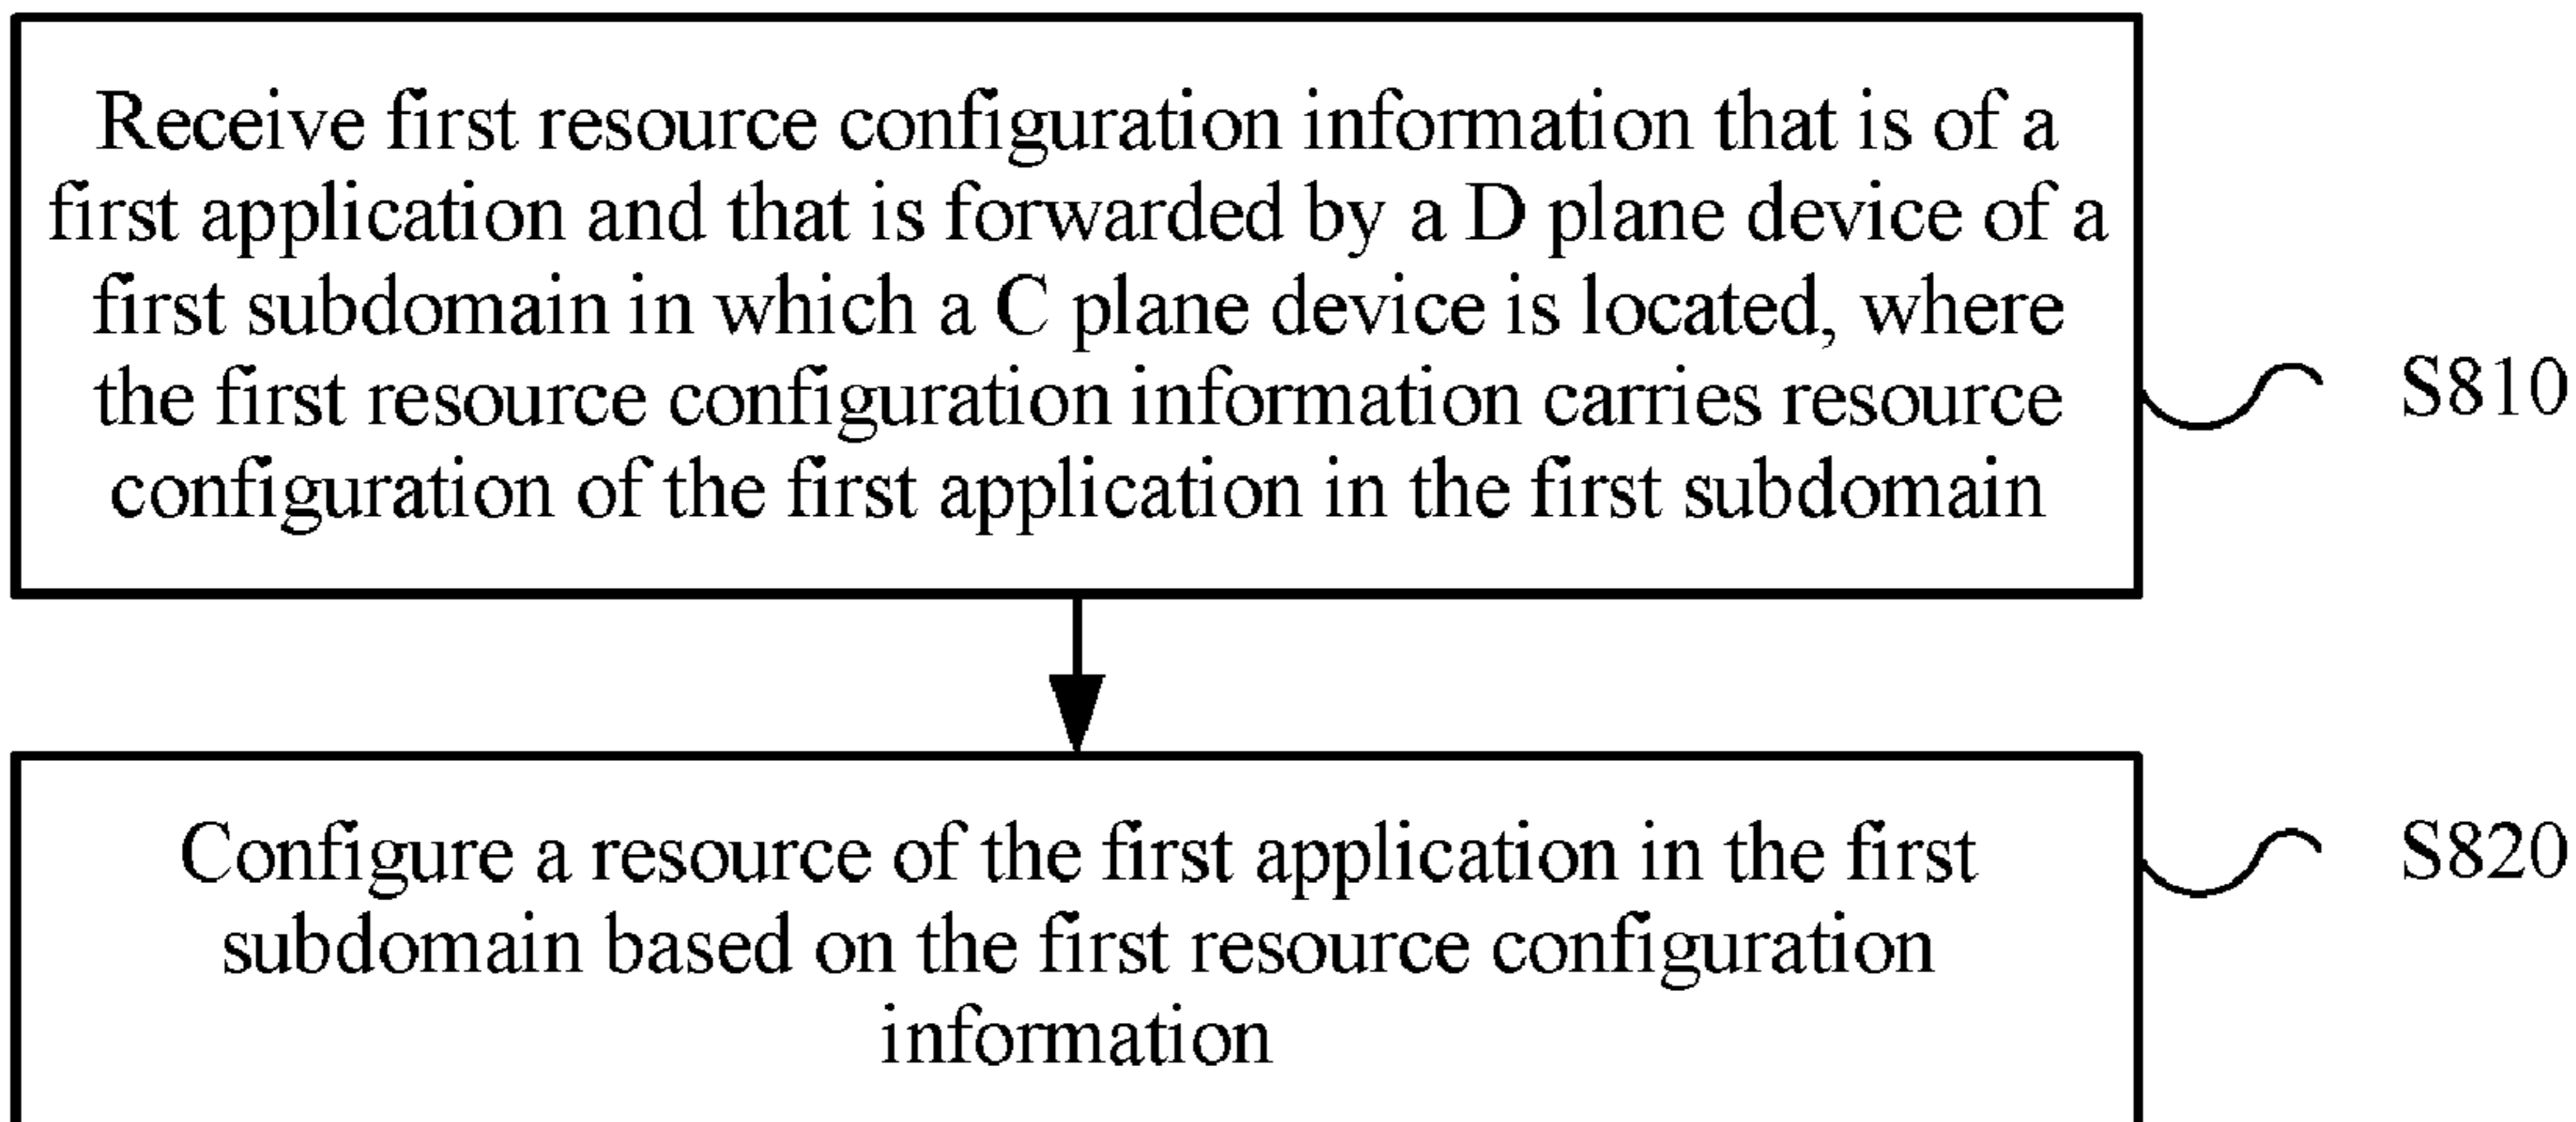 Receive first resource configuration information that is of a
first application and that is forwarded by a D plane device of a
first subdomain in which a C plane device is located, where
the first resource configuration information carries resource
configuration of the first application in the first subdomain
S810
Configure a resource of the first application in the first
subdomain based on the first resource configuration
information
S820